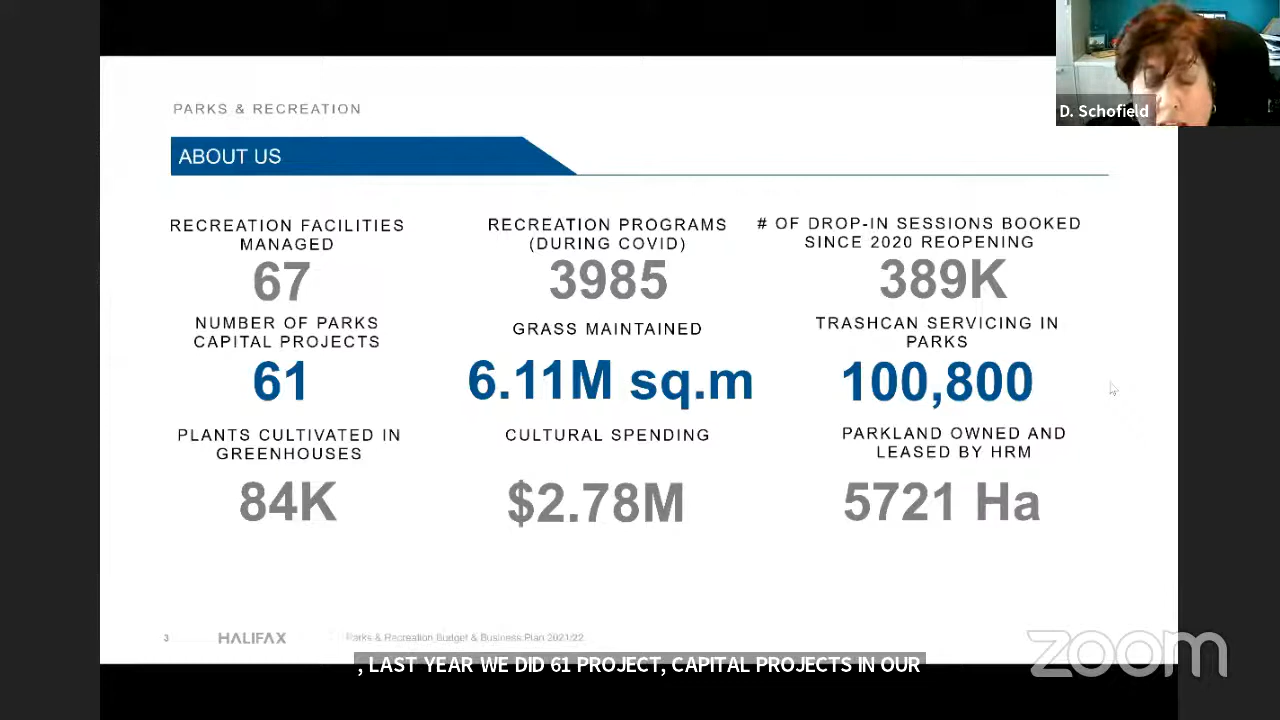 D. Schofield
PARKS & RECREATION
ABOUT US
RECREATION FACILITIES
MANAGED
67
RECREATION PROGRAMS
(DURING COVID)
3985
# OF DROP-IN SESSIONS BOOKED
SINCE 2020 REOPENING
389K
NUMBER OF PARKS
CAPITAL PROJECTS
61
GRASS MAINTAINED
6.11M sq.m
TRASHCAN SERVICING IN
PARKS
100,800
PLANTS CULTIVATED IN
GREENHOUSES
84K
CULTURAL SPENDING
$2.78M
PARKLAND OWNED AND
LEASED BY HRM
5721 Ha
3
HALIFAX
Parks & Recreation Budget & Business Plan 2021/22
zoom
, LAST YEAR WE DID 61 PROJECT, CAPITAL PROJECTS IN OUR